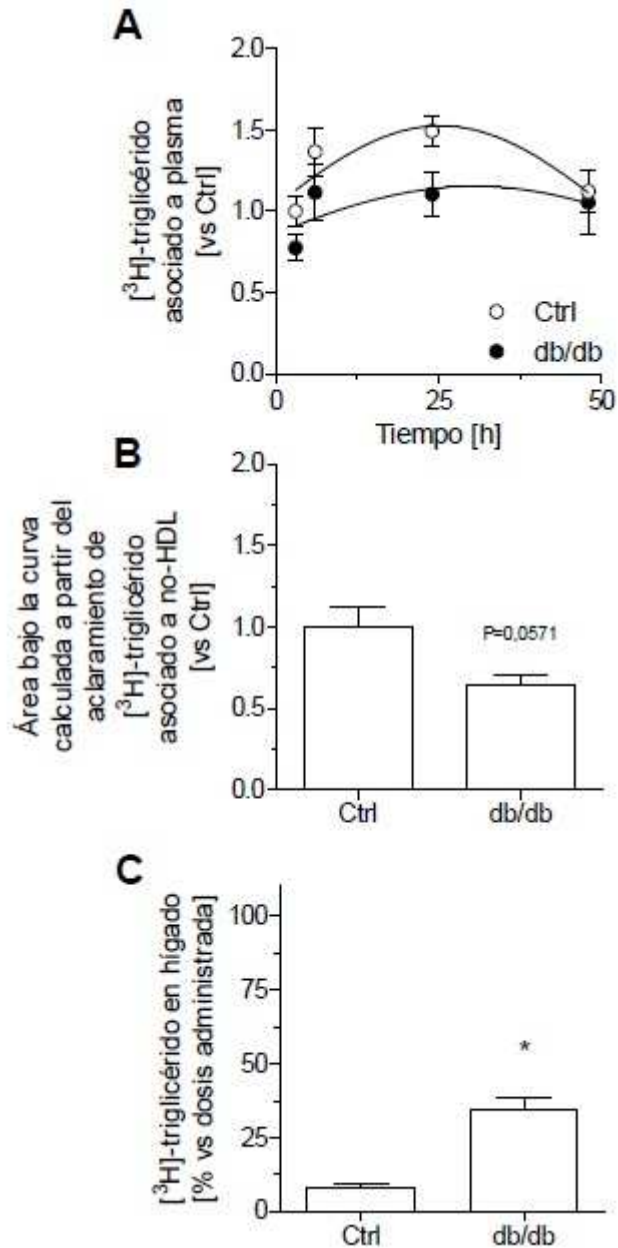 A
[³H]-triglicérido
asociado a plasma
[vs Ctrl]
2.0
1.5
1.0
0.5
0.0
Ctrl
db/db
0
25
50
Tiempo [h]
B
Área bajo la curva
calculada a partir del
aclaramiento de
[³H]-triglicérido
asociado a no-HDL
[vs Ctrl]
2.0
1.5
1.0
0.5
0.0
P=0,0571
Ctrl
db/db
C
[³H]-triglicérido en hígado
[% vs dosis administrada]
100
75
50
25
0
*
Ctrl
db/db